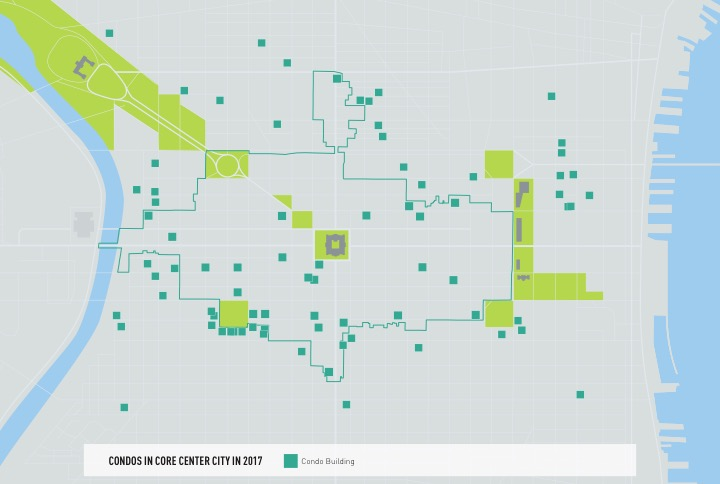 CONDOS IN CORE CENTER CITY IN 2017
Condo Building